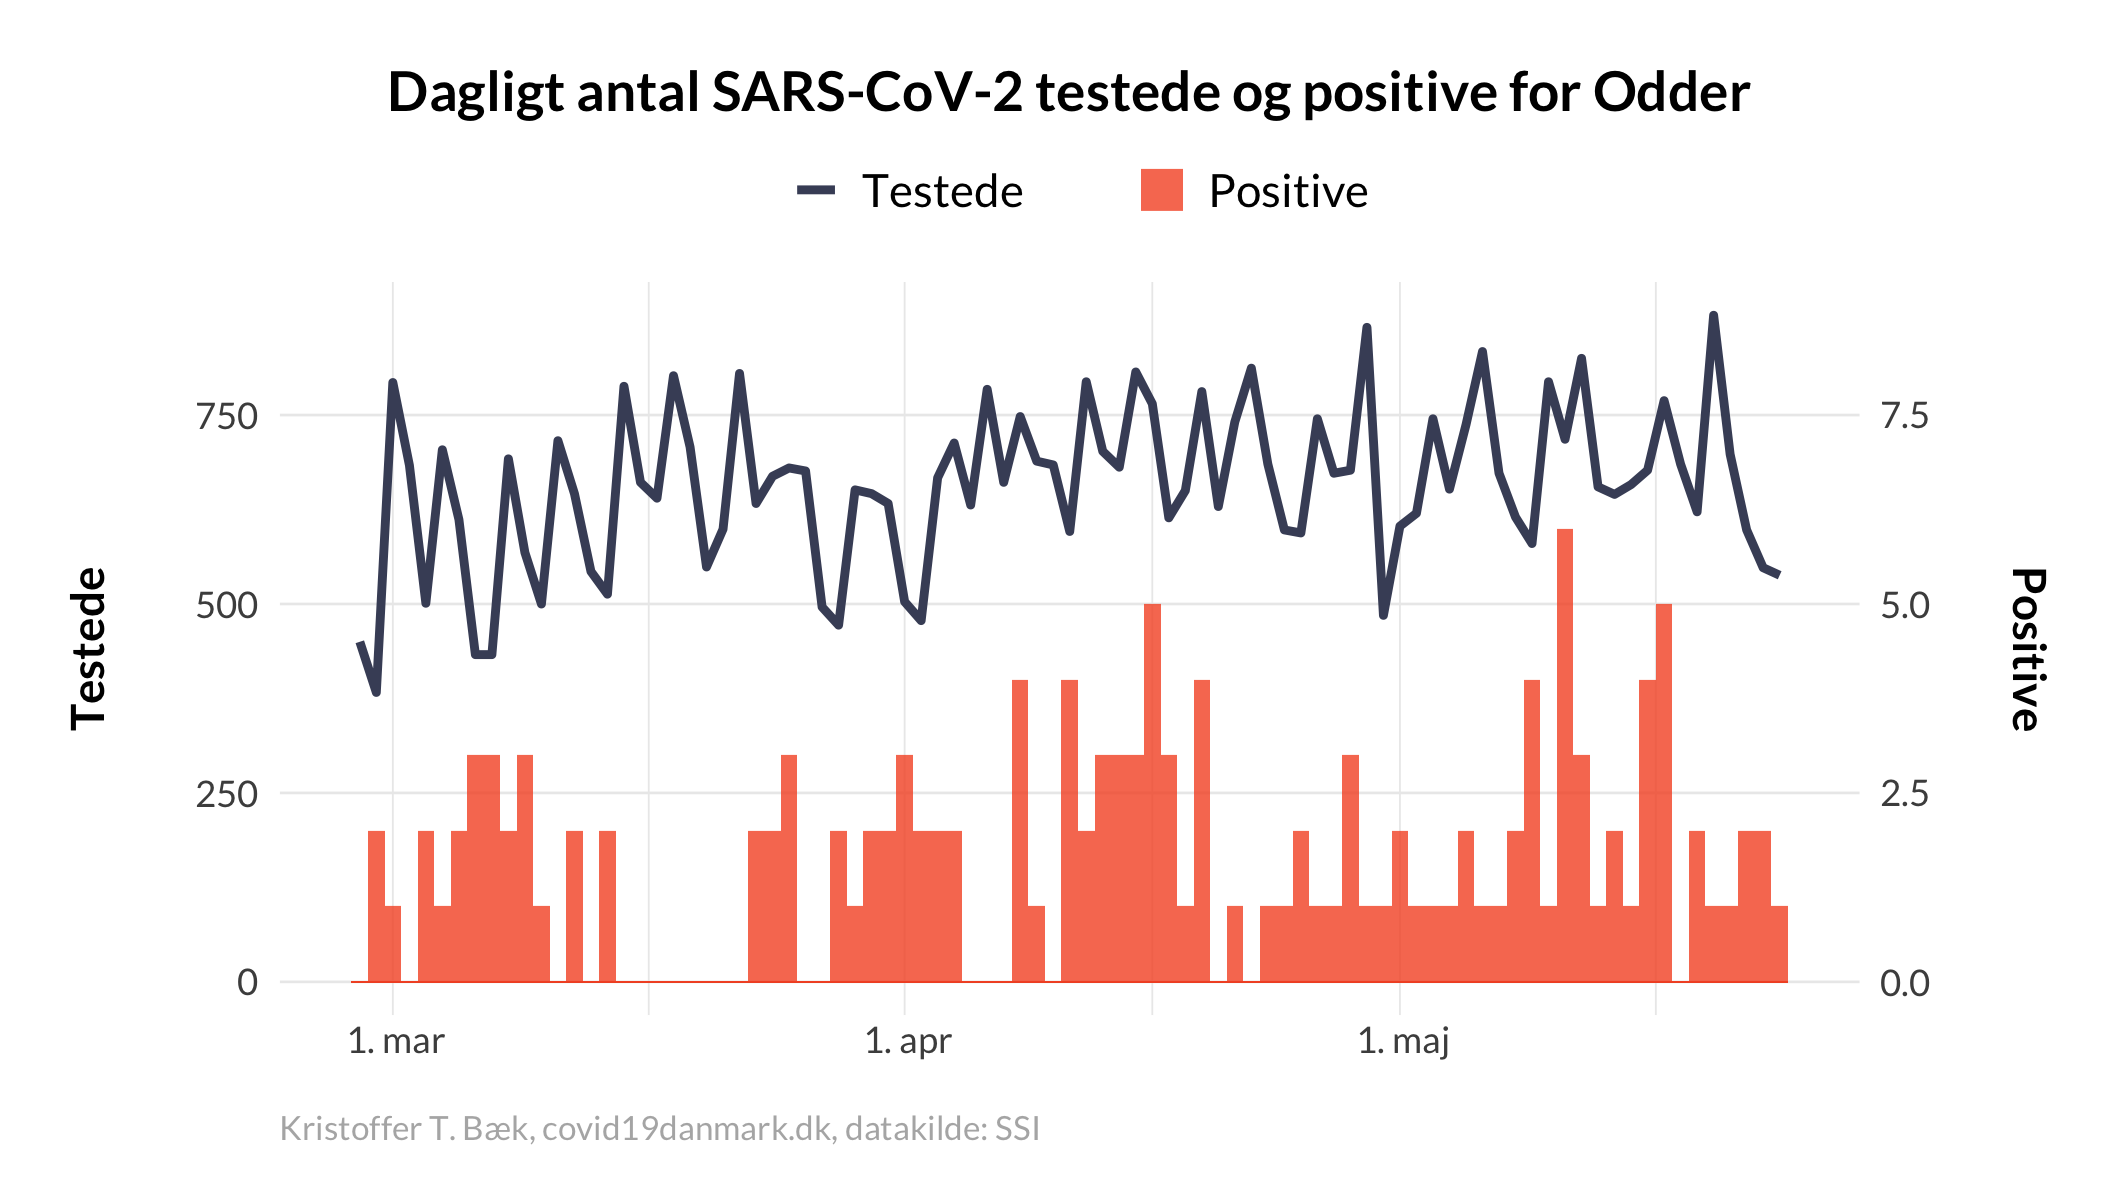 Dagligt antal SARS-CoV-2 testede og positive for Odder
Testede
Positive
750
500
250
0
Testede
7.5
5.0
2.5
0.0
Positive
1. mar
1. apr
1. maj
Kristoffer T. Bæk, covid19danmark.dk, datakilde: SSI